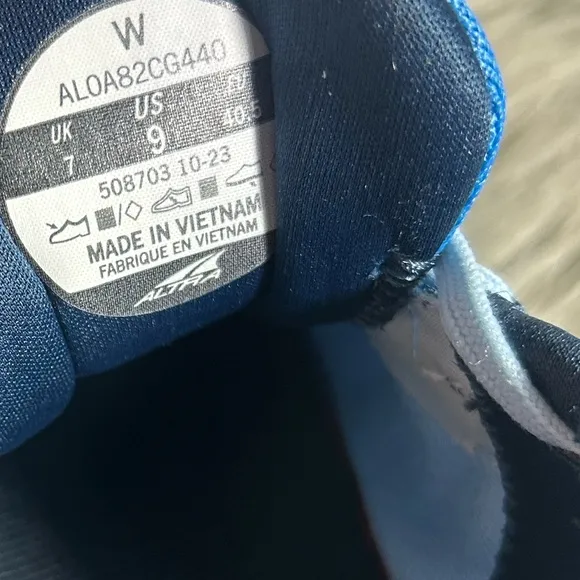 W
AL0A82CG440
UK US
7 9 40.5
508703 10-23
MADE IN VIETNAM
FABRIQUE EN VIETNAM
ALTRA